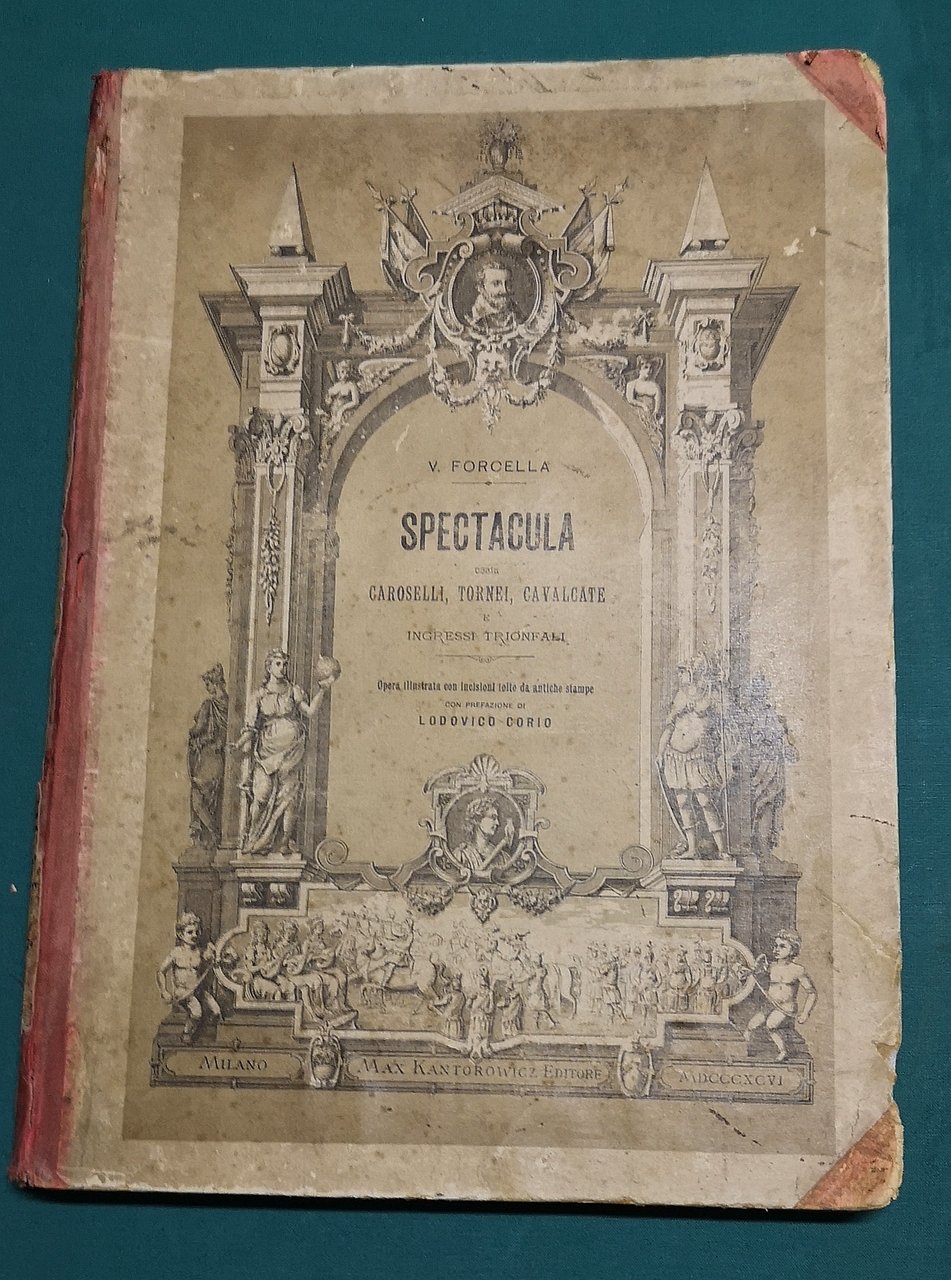 V. FORCELLA
SPECTACULA
OSSIA
CAROSELLI, TORNEI, CAVALCATE
E
INGRESSI TRIONFALI
Opera illustrata con incisioni tolte da antiche stampe
CON PREFAZIONE DI
LODOVICO CORIO
MILANO
MAX KANTOROWICZ EDITORE
MDCCCXCVI